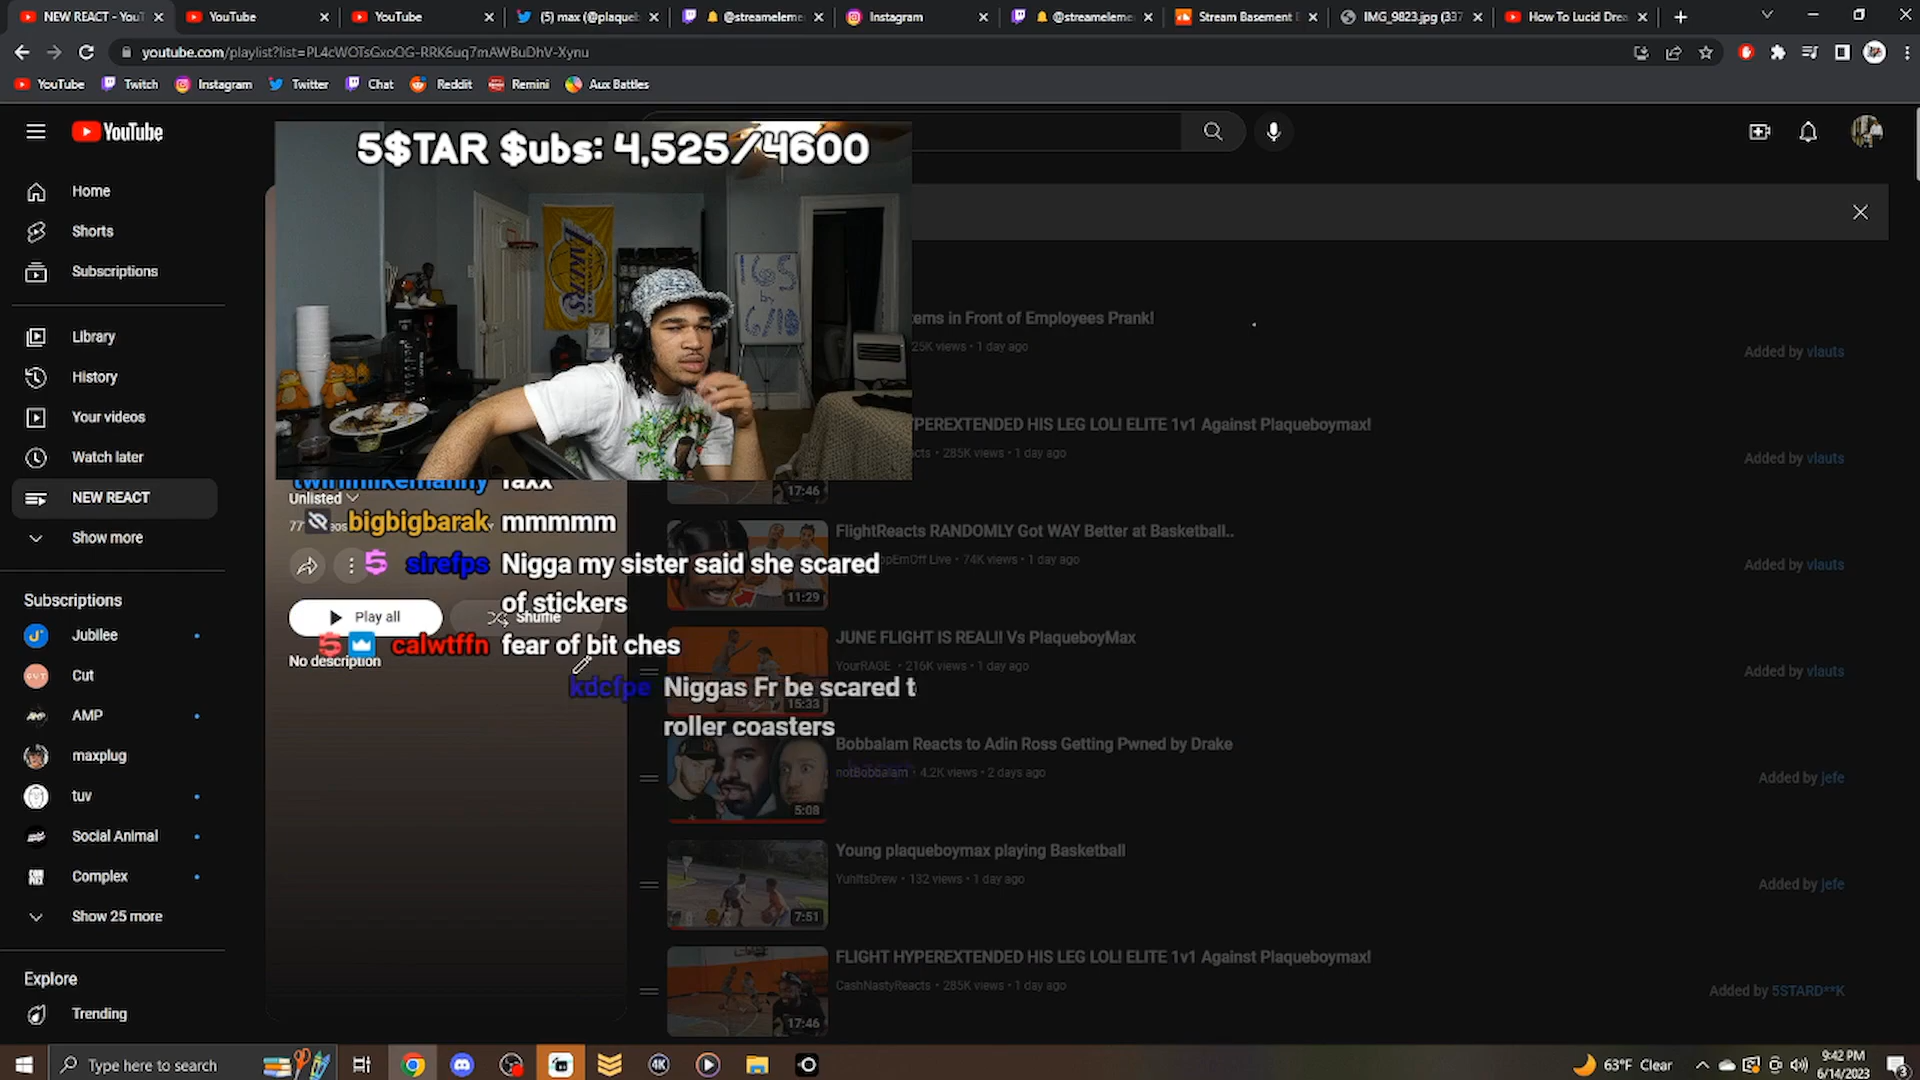 NEW REACT - YouT
YouTube
YouTube
(5) max (@plaquel
@streameleme
Instagram
@streameleme
Stream Basement
IMG_9823.jpg (337
How To Lucid Drea
youtube.com/playlist?list=PL4cWOTsGxoOG-RRK6uq7mAWBuDhV-Xynu
YouTube
Twitch
Instagram
Twitter
Chat
Reddit
Remini
Aux Battles
YouTube
5$TAR $ubs: 4,525/4600
Home
Shorts
Subscriptions
Library
History
Your videos
Watch later
NEW REACT
Show more
Subscriptions
Jubilee
Cut
AMP
maxplug
tuv
Social Animal
Complex
Show 25 more
Explore
Trending
LAKERS
165
by
6/18
Unlisted
bigbigbarak mmmmm
sirefps Nigga my sister said she scared
of stickers
Play all
Shuffle
calwtffn fear of bit ches
No description
Niggas Fr be scared t
roller coasters
tems in Front of Employees Prank!
25K views • 1 day ago
Added by vlauts
YPEREXTENDED HIS LEG LOL! ELITE 1v1 Against Plaqueboymax!
cts • 285K views • 1 day ago
Added by vlauts
17:46
FlightReacts RANDOMLY Got WAY Better at Basketball..
opEmOff Live • 74K views • 1 day ago
Added by vlauts
11:29
JUNE FLIGHT IS REAL!! Vs PlaqueboyMax
YourRAGE • 216K views • 1 day ago
Added by vlauts
15:33
Bobbalam Reacts to Adin Ross Getting Pwned by Drake
notBobbalam • 4.2K views • 2 days ago
Added by jefe
5:08
Young plaqueboymax playing Basketball
YuhItsDrew • 132 views • 1 day ago
Added by jefe
7:51
FLIGHT HYPEREXTENDED HIS LEG LOL! ELITE 1v1 Against Plaqueboymax!
CashNastyReacts • 285K views • 1 day ago
Added by 5STARD**K
17:46
Type here to search
4K
63°F Clear
9:42 PM
6/14/2023
3